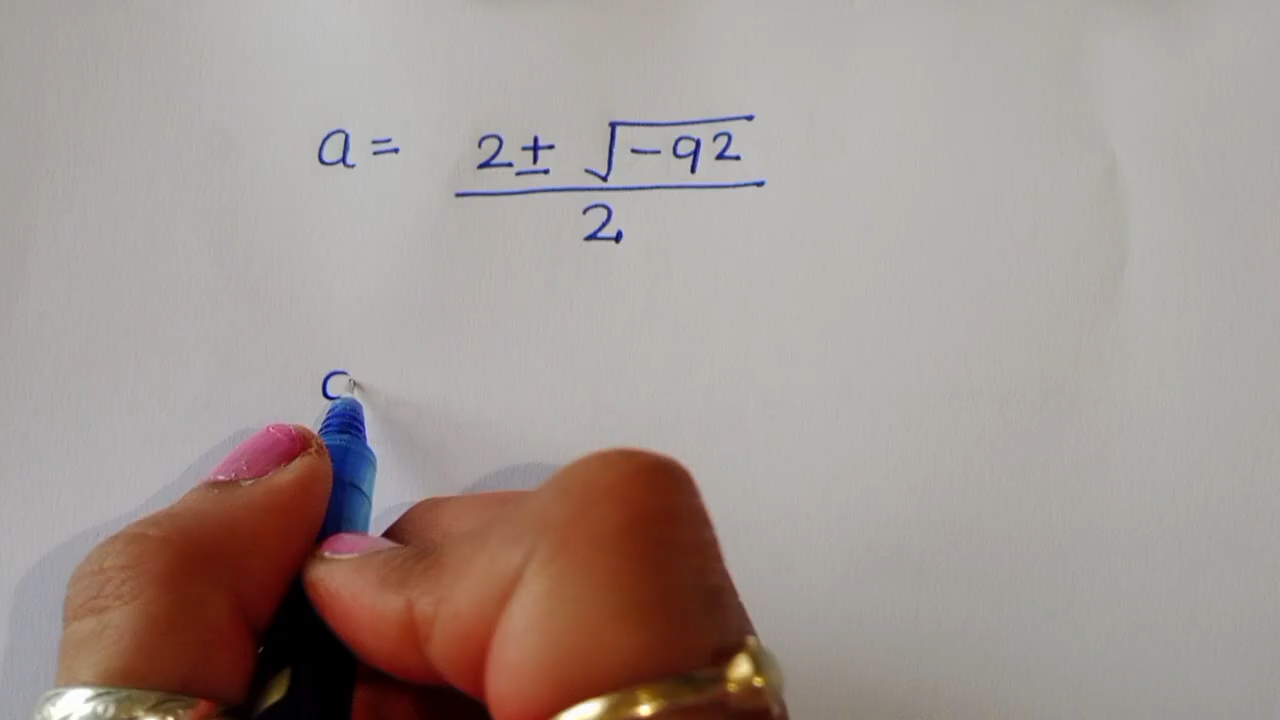 a = (2 ± √-92) / 2
a